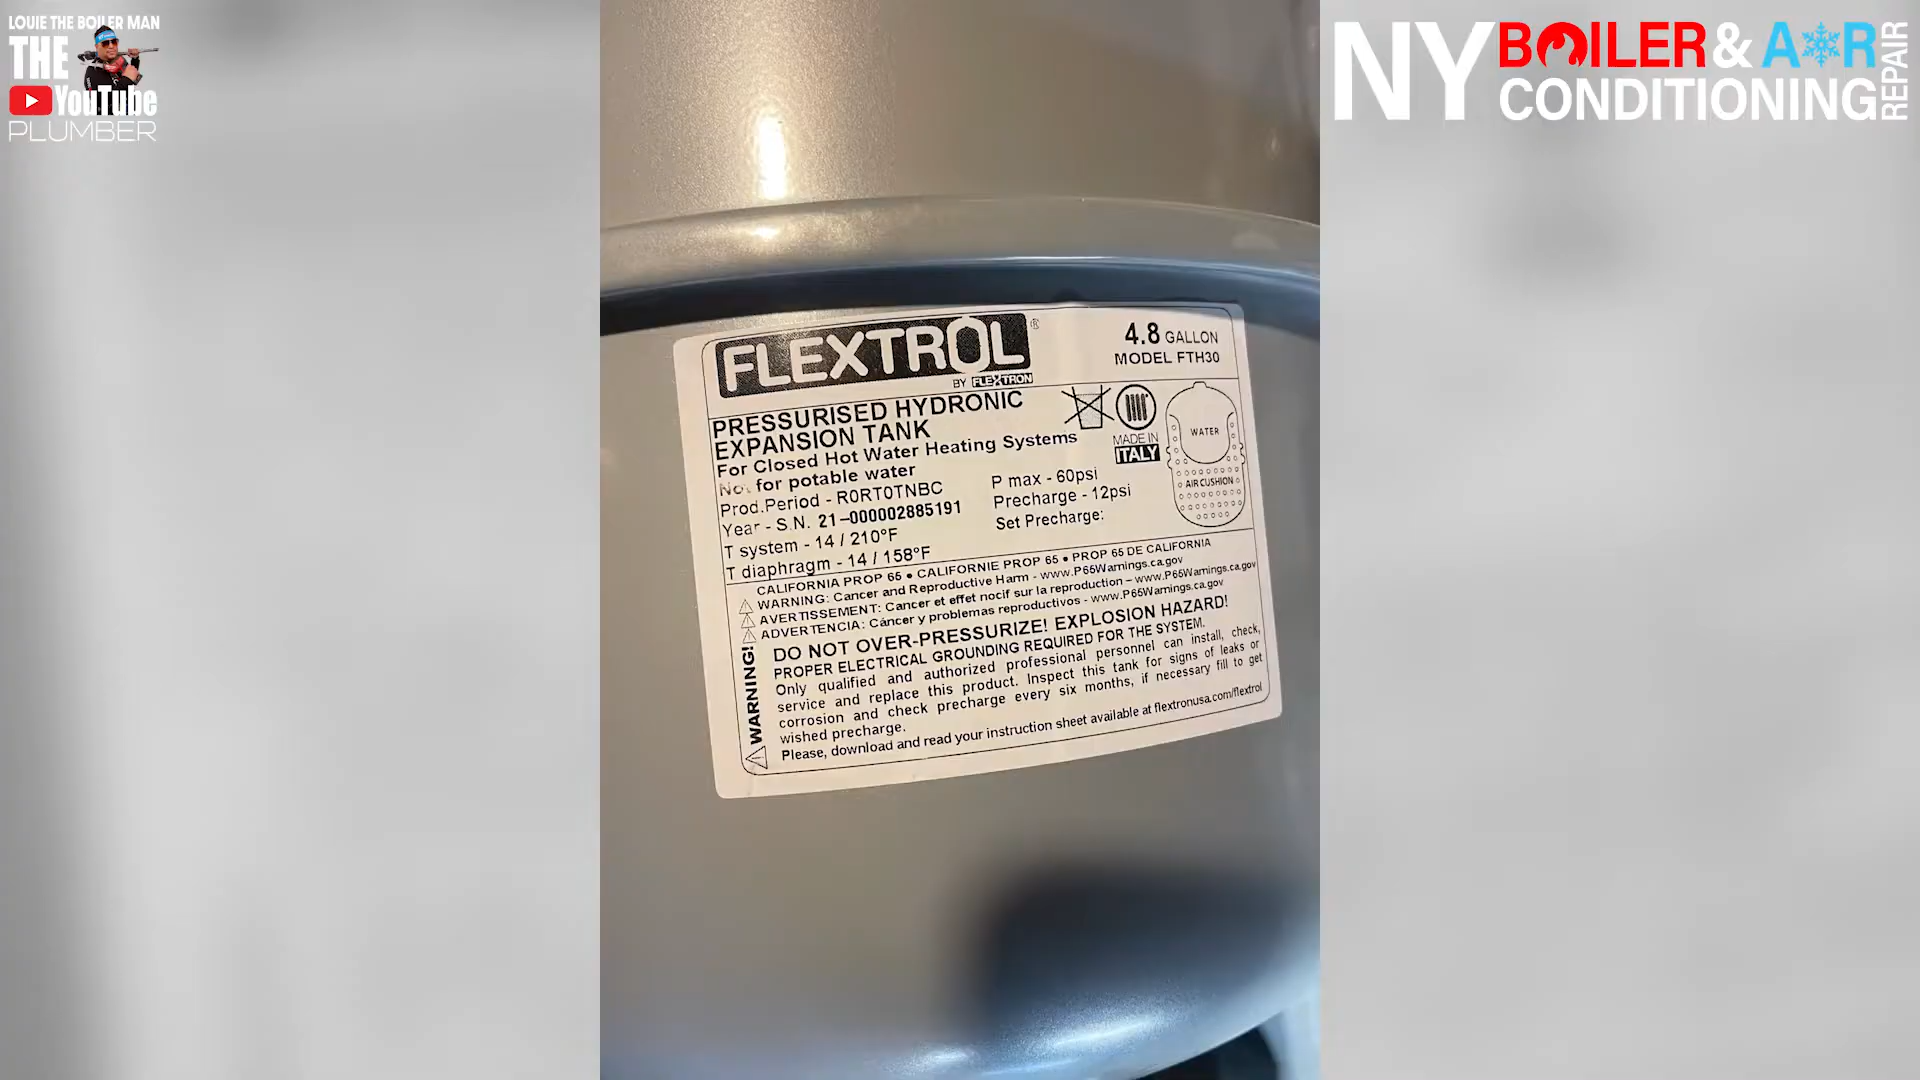 LOUIE THE BOILER MAN
THE
YouTube
PLUMBER
NY BOILER & AIR
CONDITIONING
REPAIR
FLEXTROL®
BY FLEXTRON
4.8 GALLON
MODEL FTH30
PRESSURISED HYDRONIC
EXPANSION TANK
For Closed Hot Water Heating Systems
Not for potable water
Prod.Period - R0RT0TNBC
Year - S.N. 21-000002885191
T system - 14 / 210°F
T diaphragm - 14 / 158°F
P max - 60psi
Precharge - 12psi
Set Precharge:
MADE IN
ITALY
WATER
AIR CUSHION
CALIFORNIA PROP 65 • CALIFORNIE PROP 65 • PROP 65 DE CALIFORNIA
WARNING: Cancer and Reproductive Harm - www.P65Warnings.ca.gov
AVERTISSEMENT: Cancer et effet nocif sur la reproduction – www.P65Warnings.ca.gov
ADVERTENCIA: Cáncer y problemas reproductivos - www.P65Warnings.ca.gov
WARNING!
DO NOT OVER-PRESSURIZE! EXPLOSION HAZARD!
PROPER ELECTRICAL GROUNDING REQUIRED FOR THE SYSTEM.
Only qualified and authorized professional personnel can install, check,
service and replace this product. Inspect this tank for signs of leaks or
corrosion and check precharge every six months, if necessary fill to get
wished precharge.
Please, download and read your instruction sheet available at flextronusa.com/flextrol